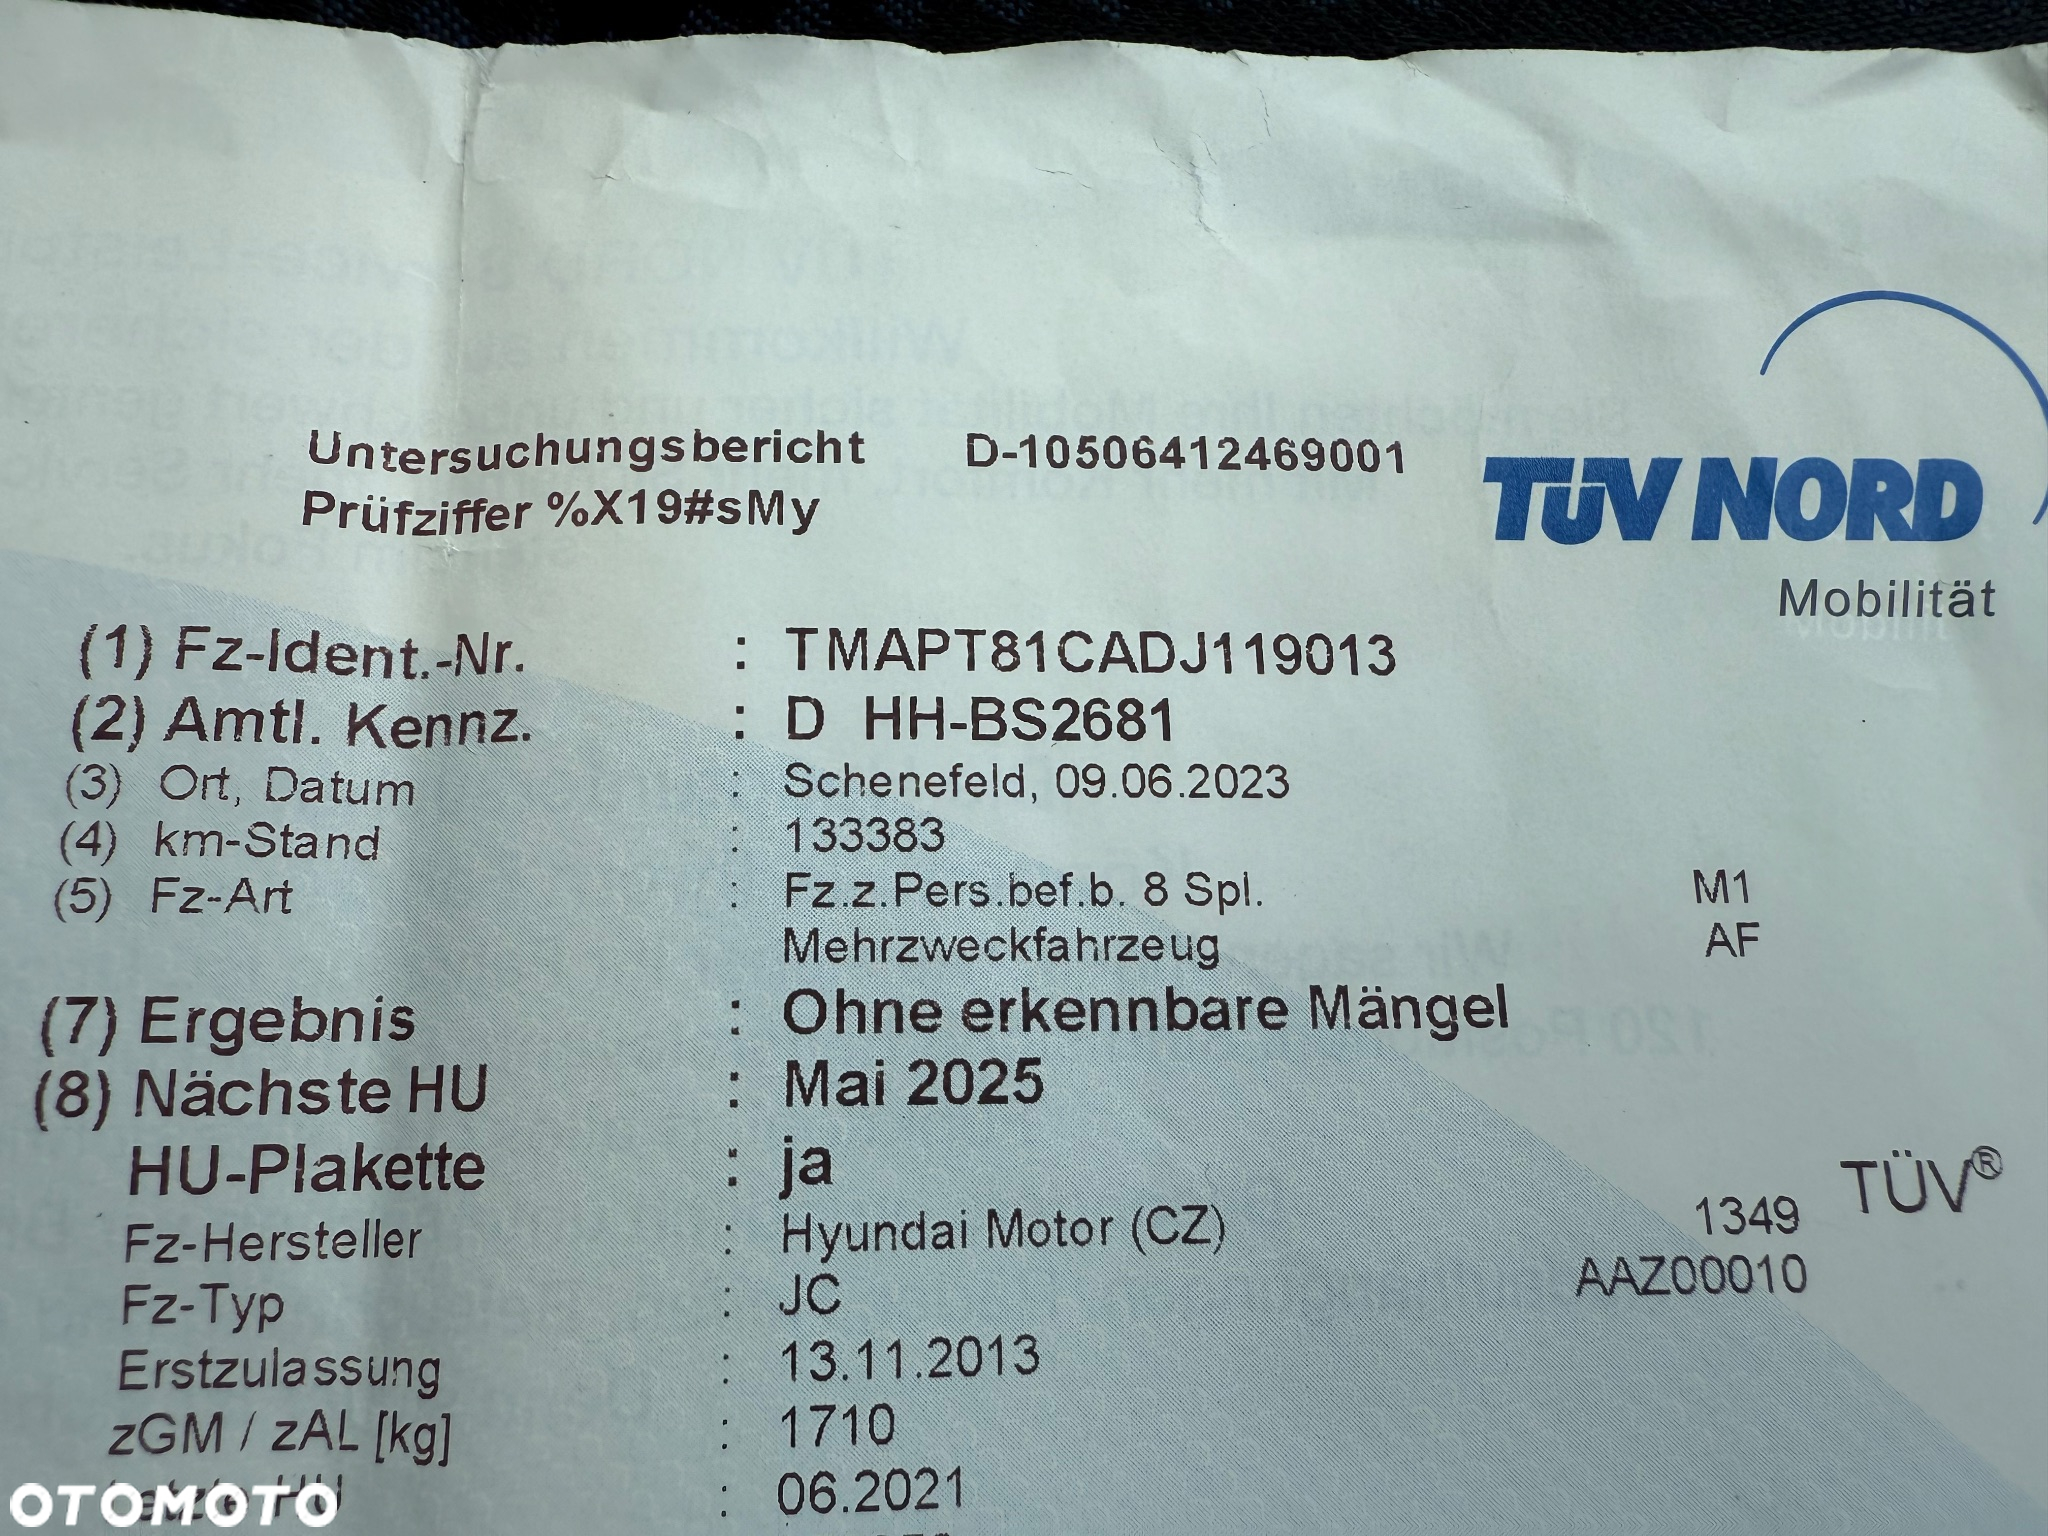 Untersuchungsbericht D-10506412469001
Prüfziffer %X19#sMy
TÜV NORD
Mobilität
(1) Fz-Ident.-Nr. : TMAPT81CADJ119013
(2) Amtl. Kennz. : D HH-BS2681
(3) Ort, Datum : Schenefeld, 09.06.2023
(4) km-Stand : 133383
(5) Fz-Art : Fz.z.Pers.bef.b. 8 Spl. M1
Mehrzweckfahrzeug AF
(7) Ergebnis : Ohne erkennbare Mängel
(8) Nächste HU : Mai 2025
HU-Plakette : ja
TÜV®
Fz-Hersteller : Hyundai Motor (CZ) 1349
Fz-Typ : JC AAZ00010
Erstzulassung : 13.11.2013
zGM / zAL [kg] : 1710
letzte HU : 06.2021
OTOMOTO